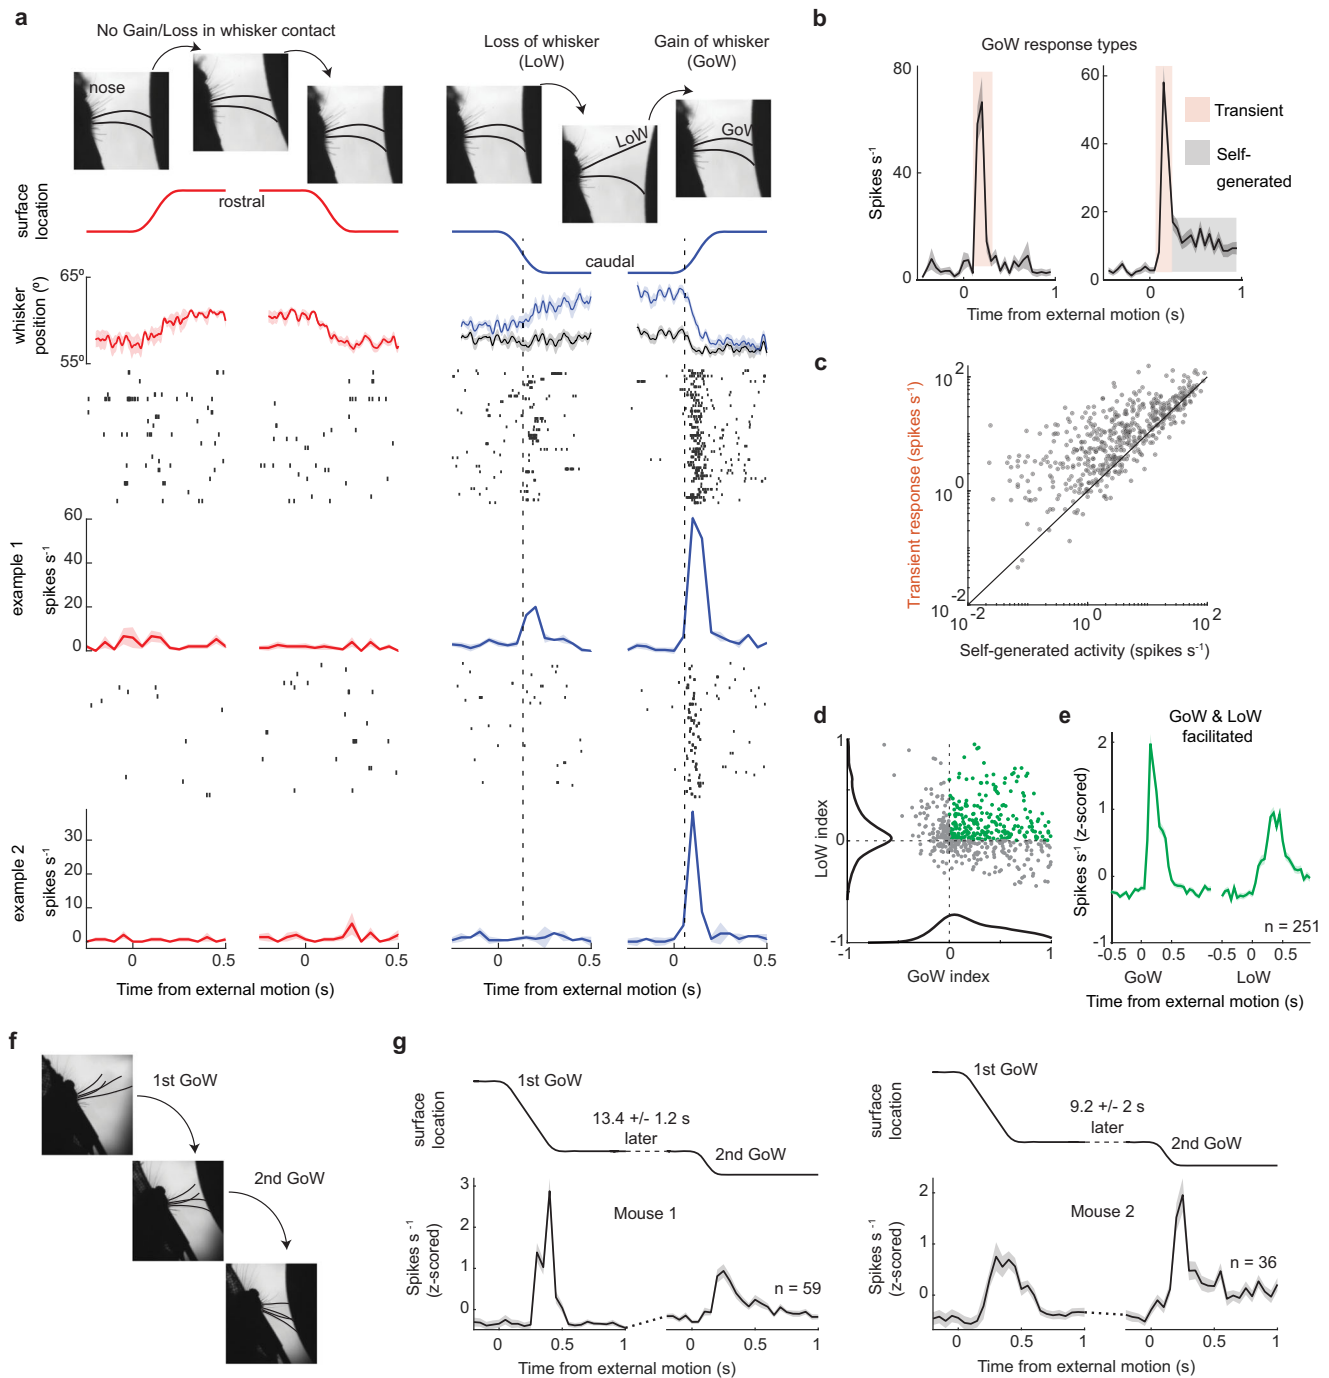 a
No Gain/Loss in whisker contact
Loss of whisker
(LoW)
Gain of whisker
(GoW)
nose
LoW
GoW
surface
location
rostral
caudal
whisker
position (º)
65º
55º
example 1
spikes s⁻¹
60
40
20
0
example 2
spikes s⁻¹
30
20
10
0
0 0.5 0 0.5 0 0.5 0 0.5
Time from external motion (s)
Time from external motion (s)
b
GoW response types
Spikes s⁻¹
80
40
0
60
40
20
0
0 1 0 1
Time from external motion (s)
Transient
Self-
generated
c
Transient response (spikes s⁻¹)
10²
10⁰
10⁻²
10⁻² 10⁰ 10²
Self-generated activity (spikes s⁻¹)
d
LoW index
1
0
-1
-1 0 1
GoW index
e
GoW & LoW
facilitated
Spikes s⁻¹ (z-scored)
2
1
0
-1
n = 251
-0.5 0 0.5 -0.5 0 0.5
GoW LoW
Time from external motion (s)
f
1st GoW
2nd GoW
g
surface
location
1st GoW
13.4 +/- 1.2 s
later
2nd GoW
Spikes s⁻¹
(z-scored)
3
2
1
0
Mouse 1
n = 59
0 0.5 1 0 0.5 1
Time from external motion (s)
surface
location
1st GoW
9.2 +/- 2 s
later
2nd GoW
Spikes s⁻¹
(z-scored)
2
1
0
Mouse 2
n = 36
0 0.5 1 0 0.5 1
Time from external motion (s)